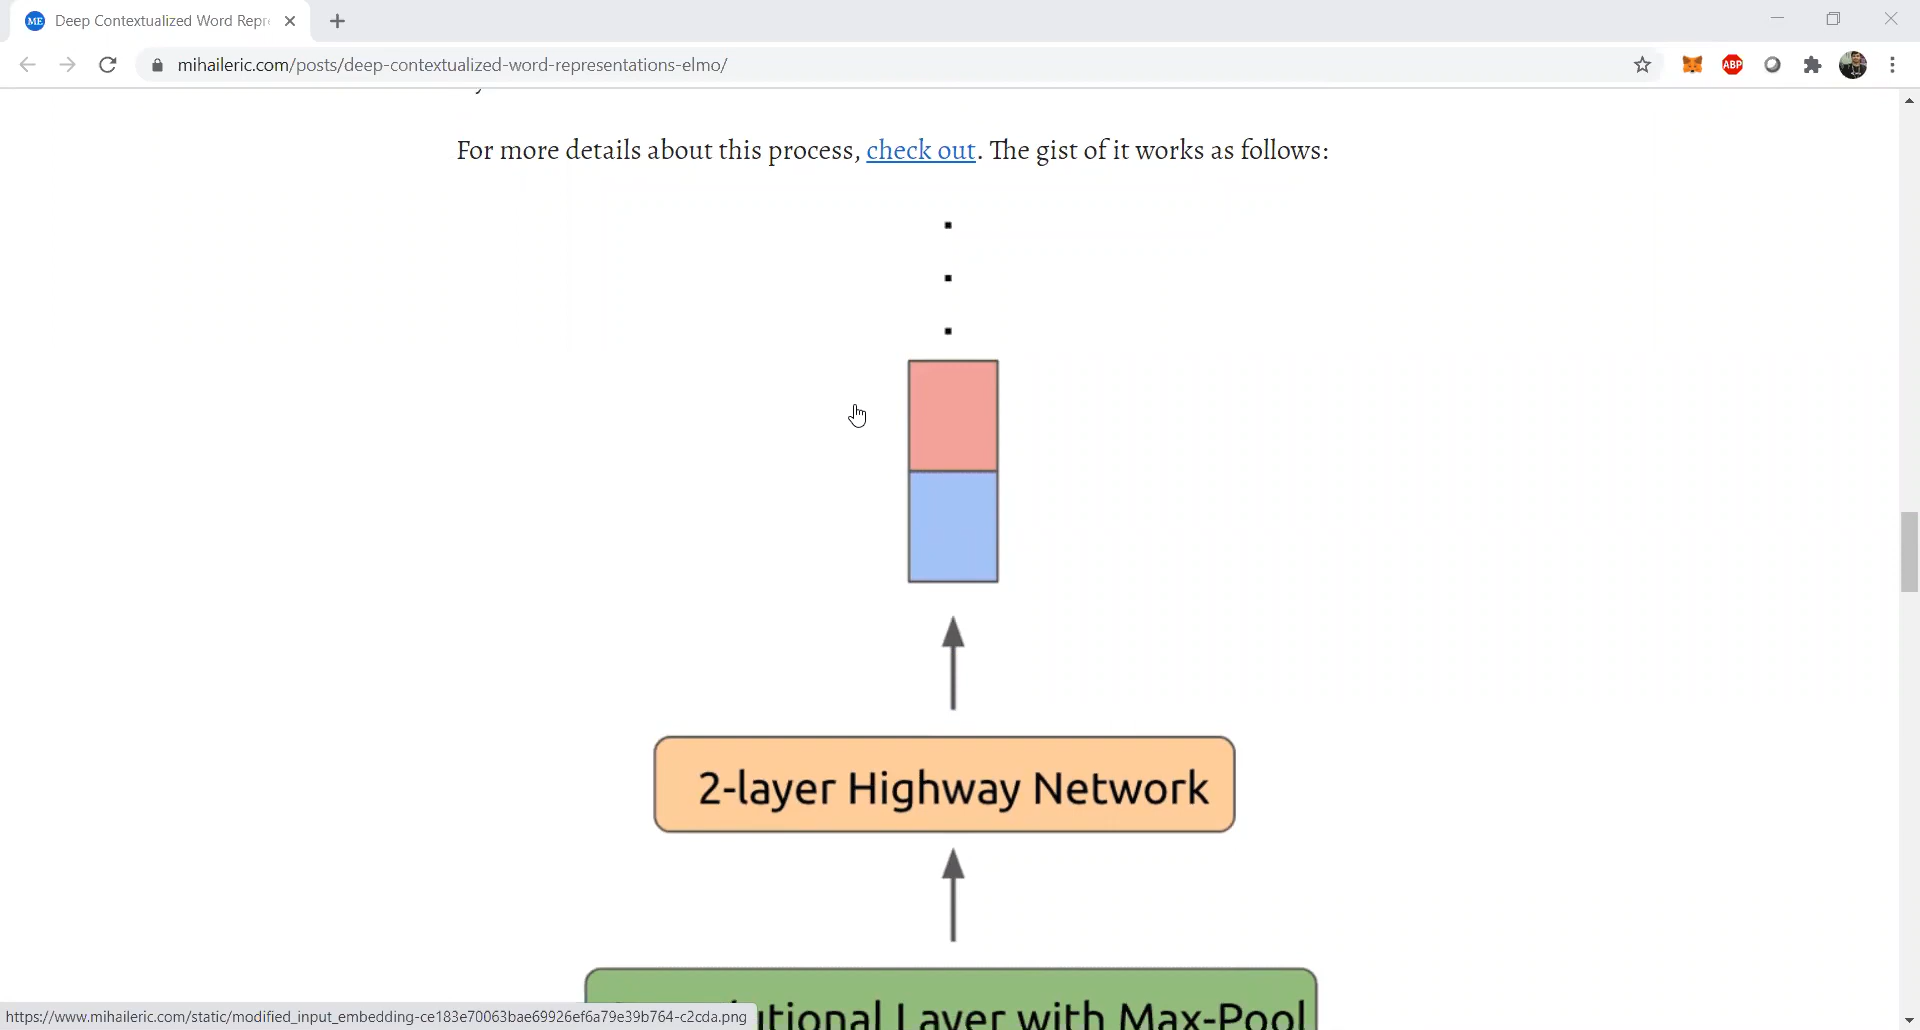 ME Deep Contextualized Word Repr
mihaileric.com/posts/deep-contextualized-word-representations-elmo/
ABP
For more details about this process, check out. The gist of it works as follows:
2-layer Highway Network
Layer with Max-Pool
https://www.mihaileric.com/static/modified_input_embedding-ce183e70063bae69926ef6a79e39b764-c2cda.png